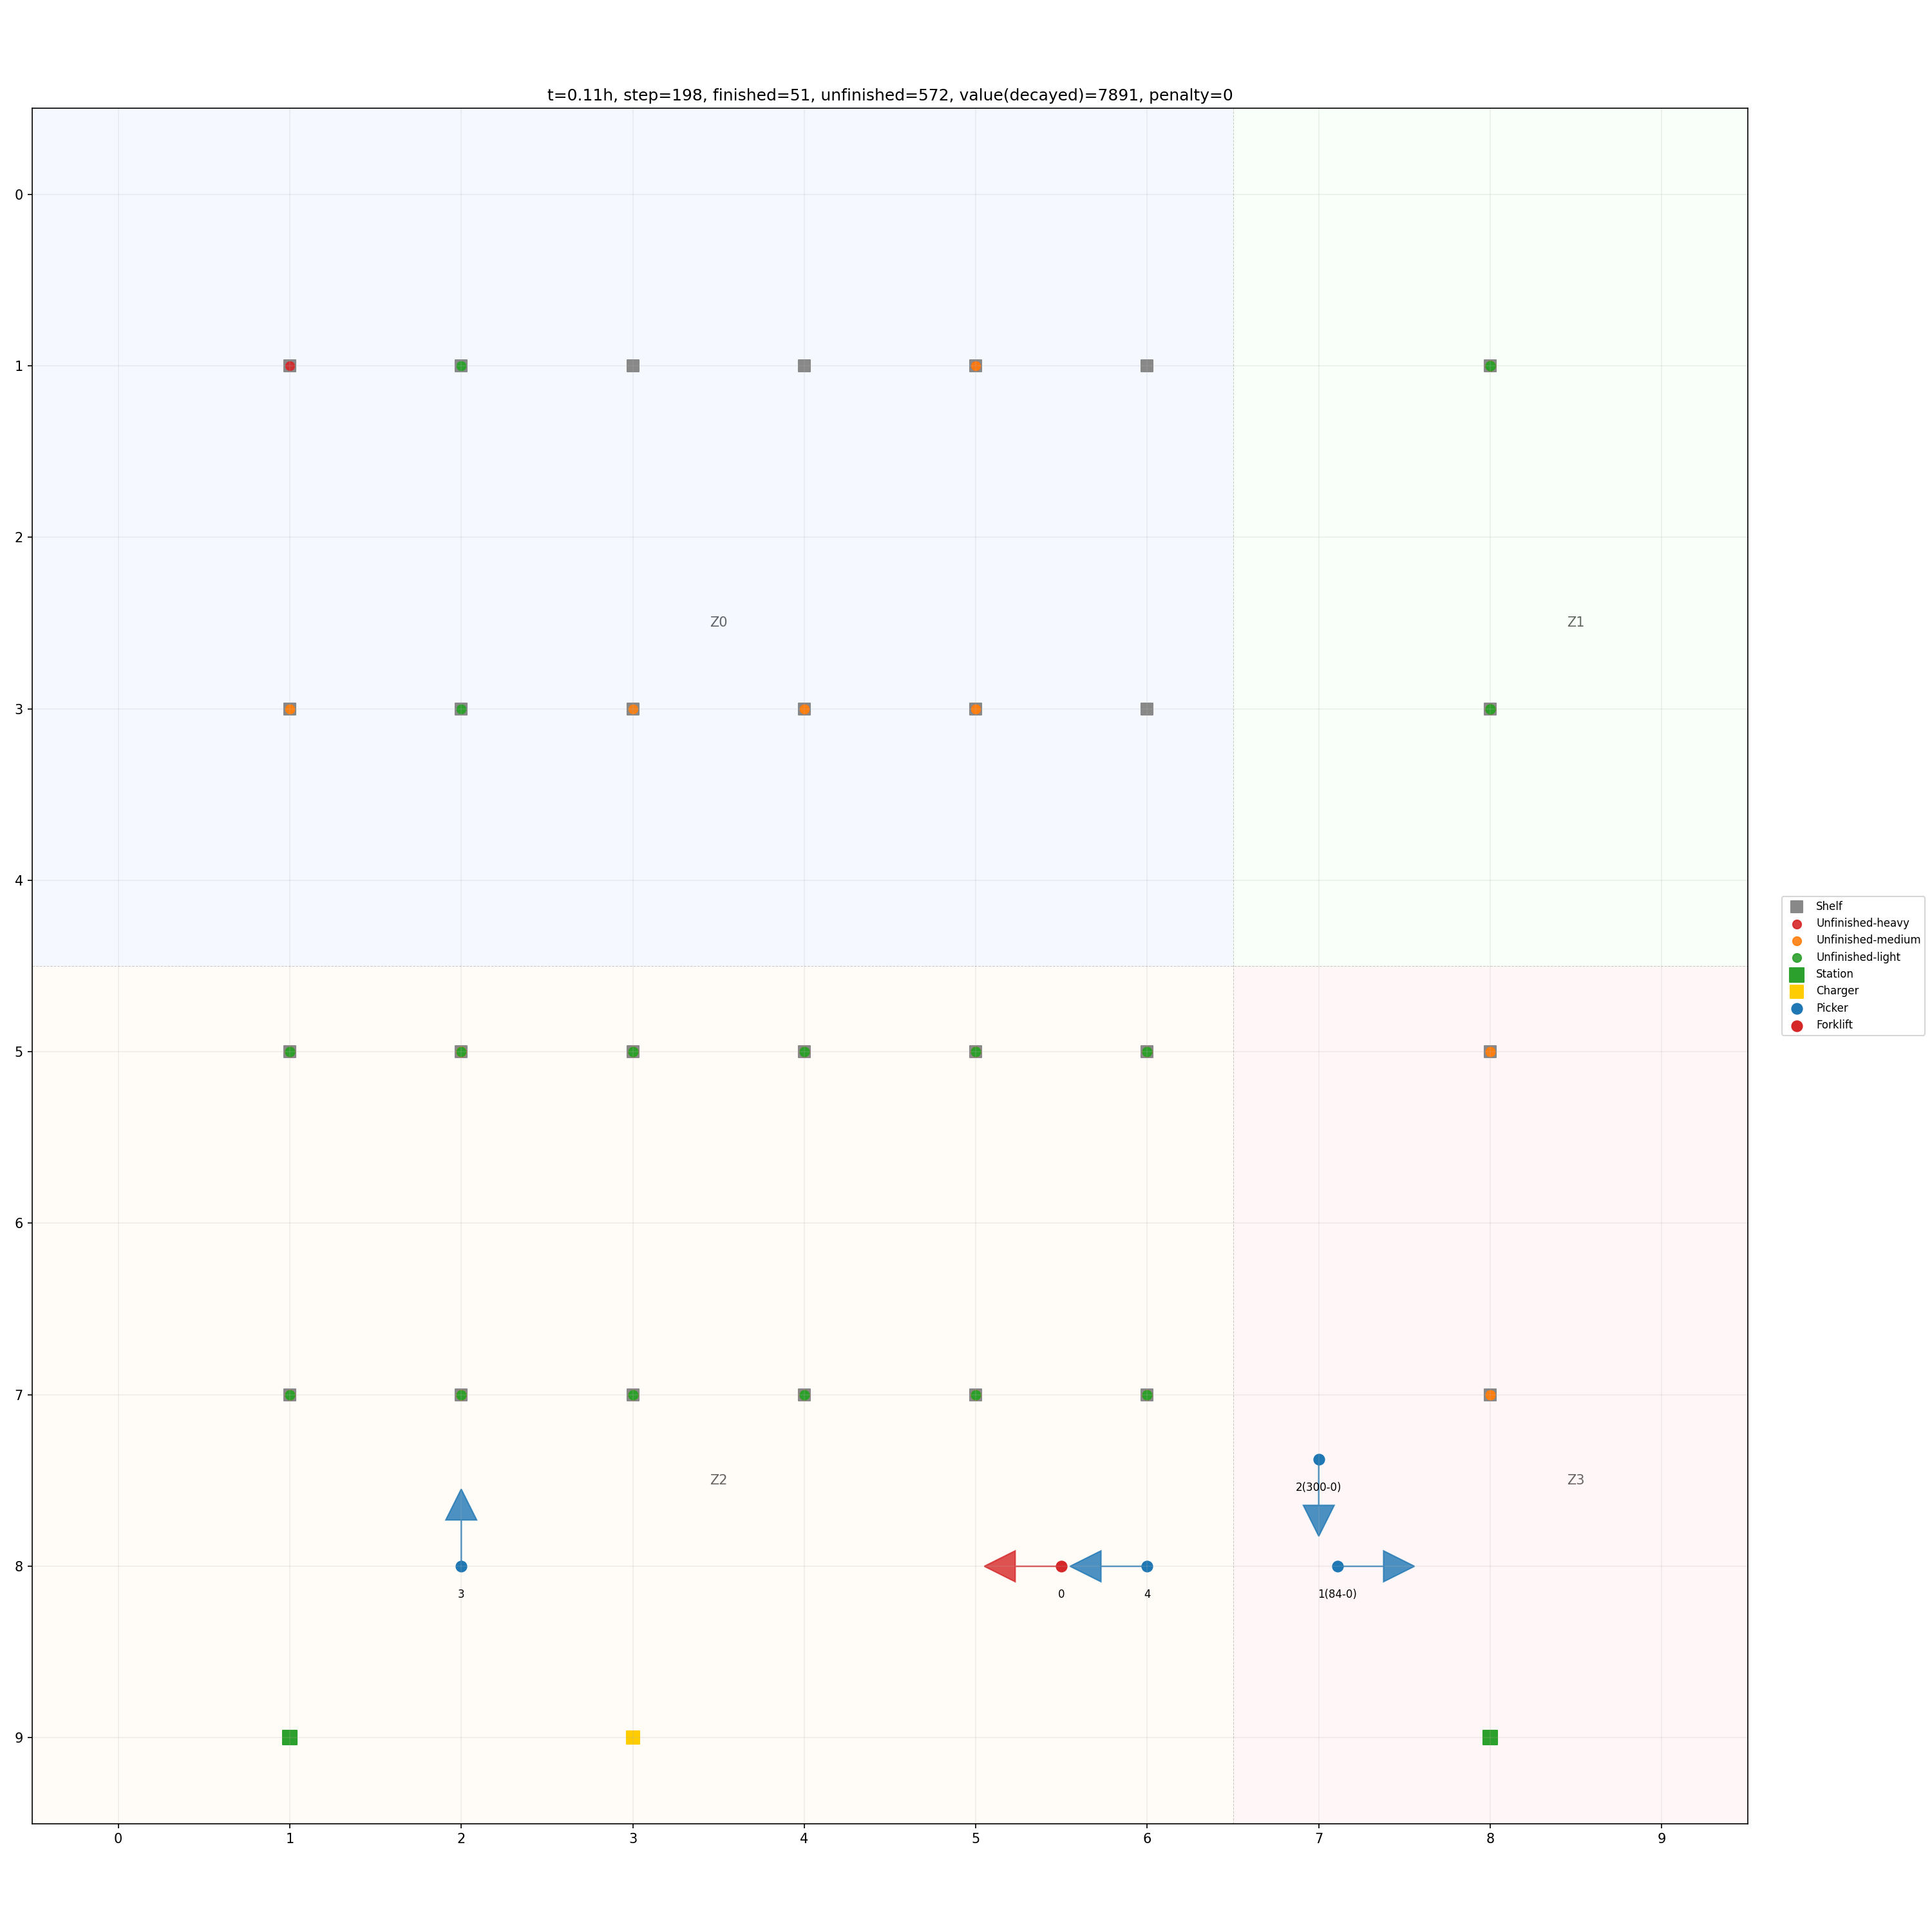 t=0.11h, step=198, finished=51, unfinished=572, value(decayed)=7891, penalty=0
0
1
2
Z0
Z1
3
4
Shelf
Unfinished-heavy
Unfinished-medium
Unfinished-light
Station
Charger
Picker
Forklift
5
6
7
Z2
2(300-0)
Z3
8
3
0
4
1(84-0)
9
0 1 2 3 4 5 6 7 8 9